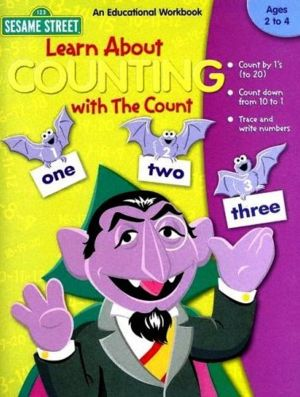 123
SESAME STREET
An Educational Workbook
Ages
2 to 4
Learn About
COUNTING
with The Count
• Count by 1's
(to 20)
• Count down
from 10 to 1
• Trace and
write numbers
1
one
2
two
3
three